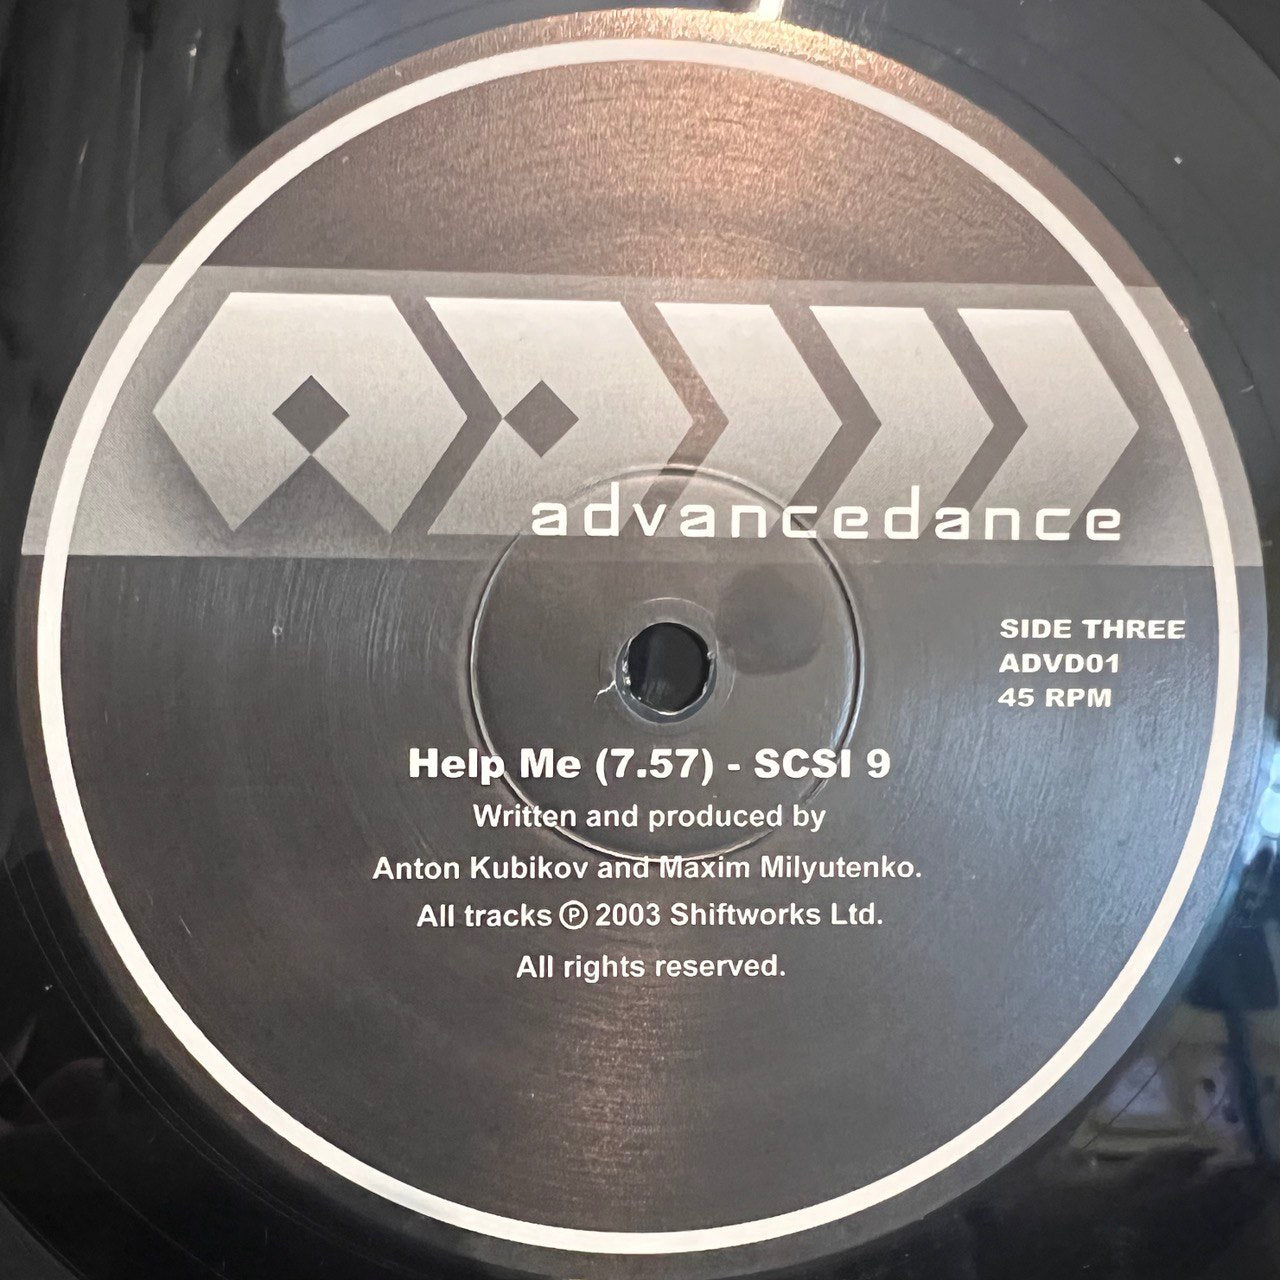 advancedance
SIDE THREE
ADVD01
45 RPM
Help Me (7.57) - SCSI 9
Written and produced by
Anton Kubikov and Maxim Milyutenko.
All tracks ℗ 2003 Shiftworks Ltd.
All rights reserved.